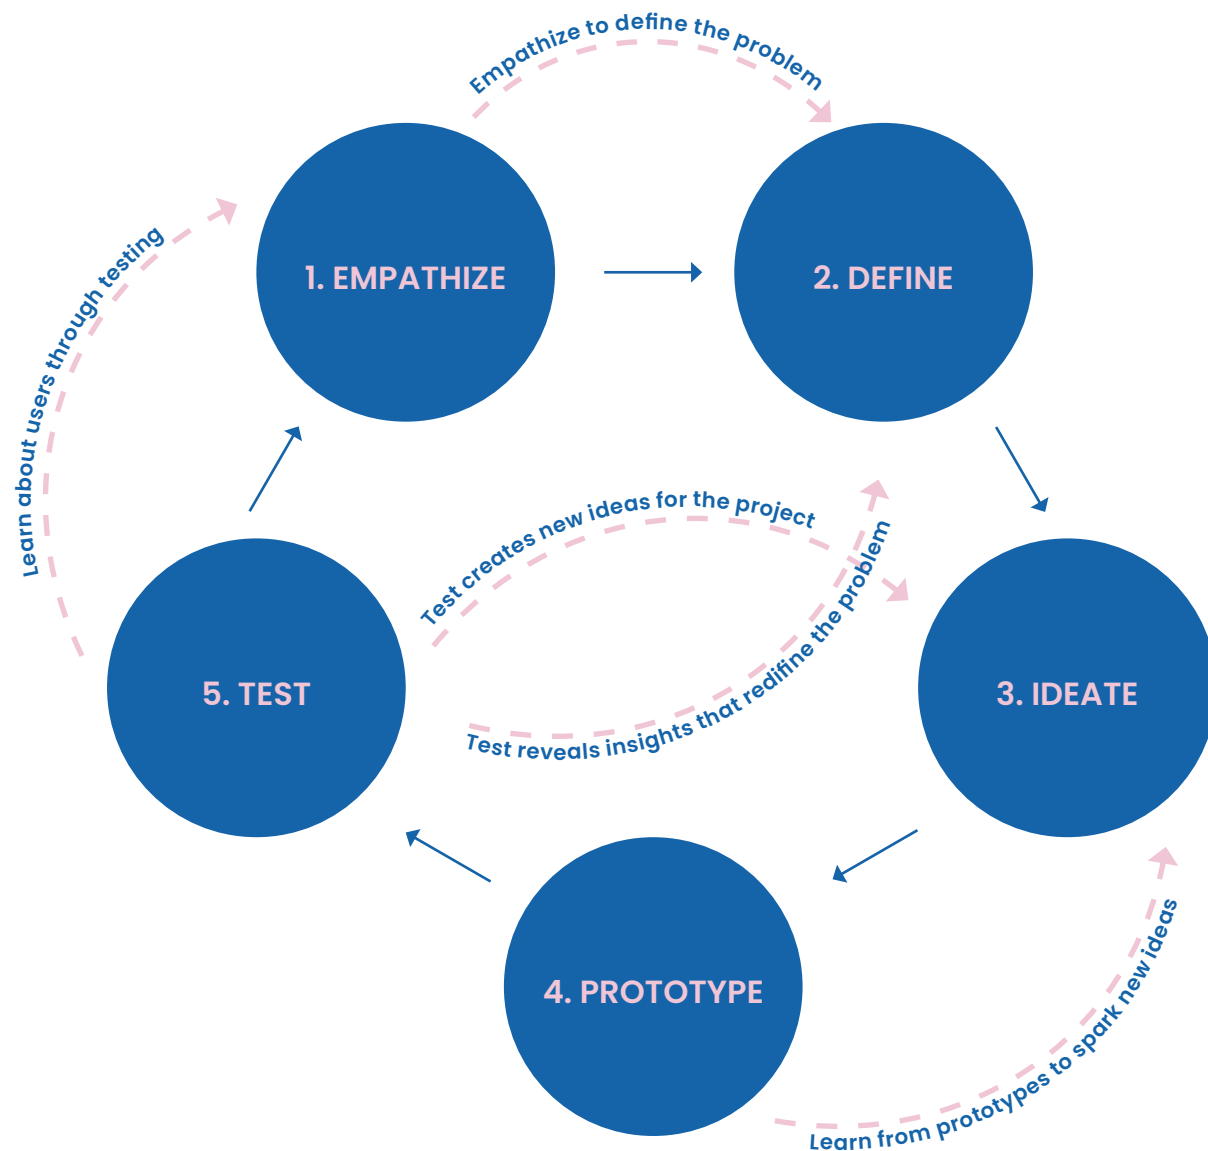 Empathize to define the problem
1. EMPATHIZE
2. DEFINE
Learn about users through testing
Test creates new ideas for the project
Test reveals insights that redifine the problem
5. TEST
3. IDEATE
4. PROTOTYPE
Learn from prototypes to spark new ideas